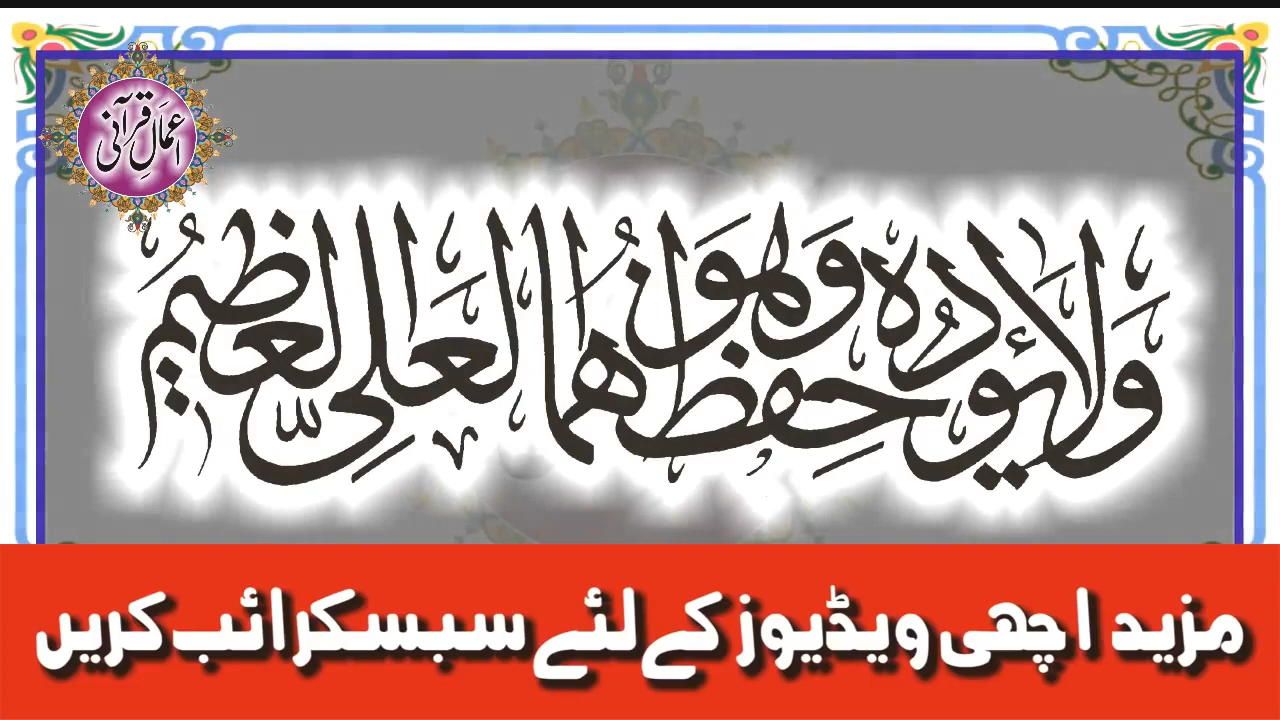 اعمالِ قرآنی
وَلَا يَئُودُهُ حِفْظُهُمَا وَهُوَ الْعَلِيُّ الْعَظِيمُ
مزید اچھی ویڈیوز کے لئے سبسکرائب کریں